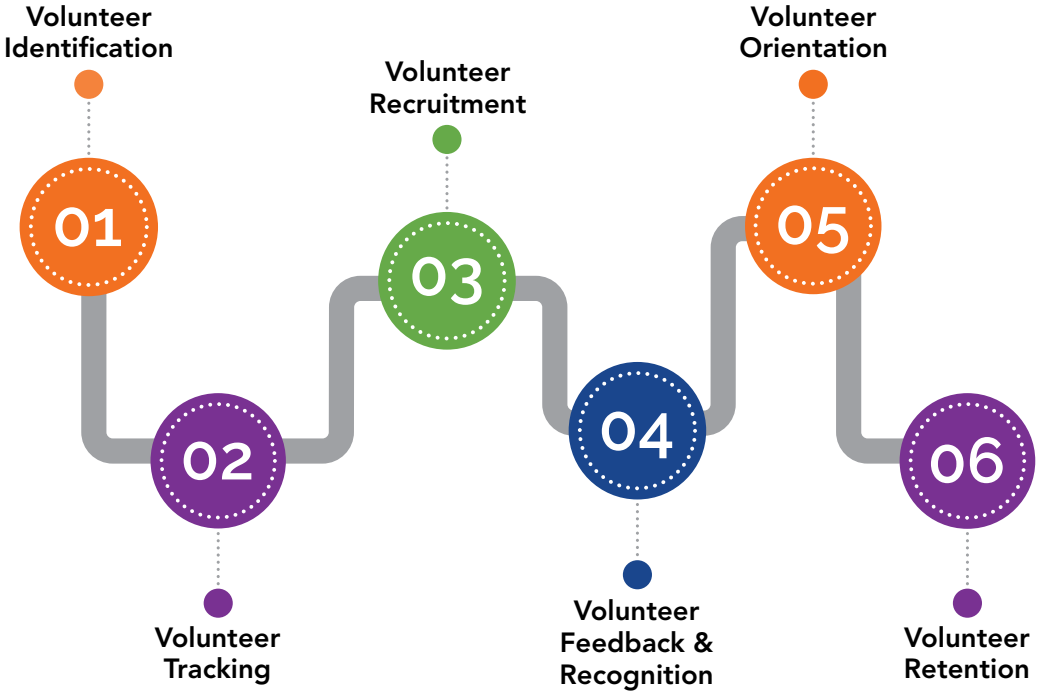 Volunteer
Identification
01
02
Volunteer
Tracking
Volunteer
Recruitment
03
04
Volunteer
Feedback &
Recognition
Volunteer
Orientation
05
06
Volunteer
Retention